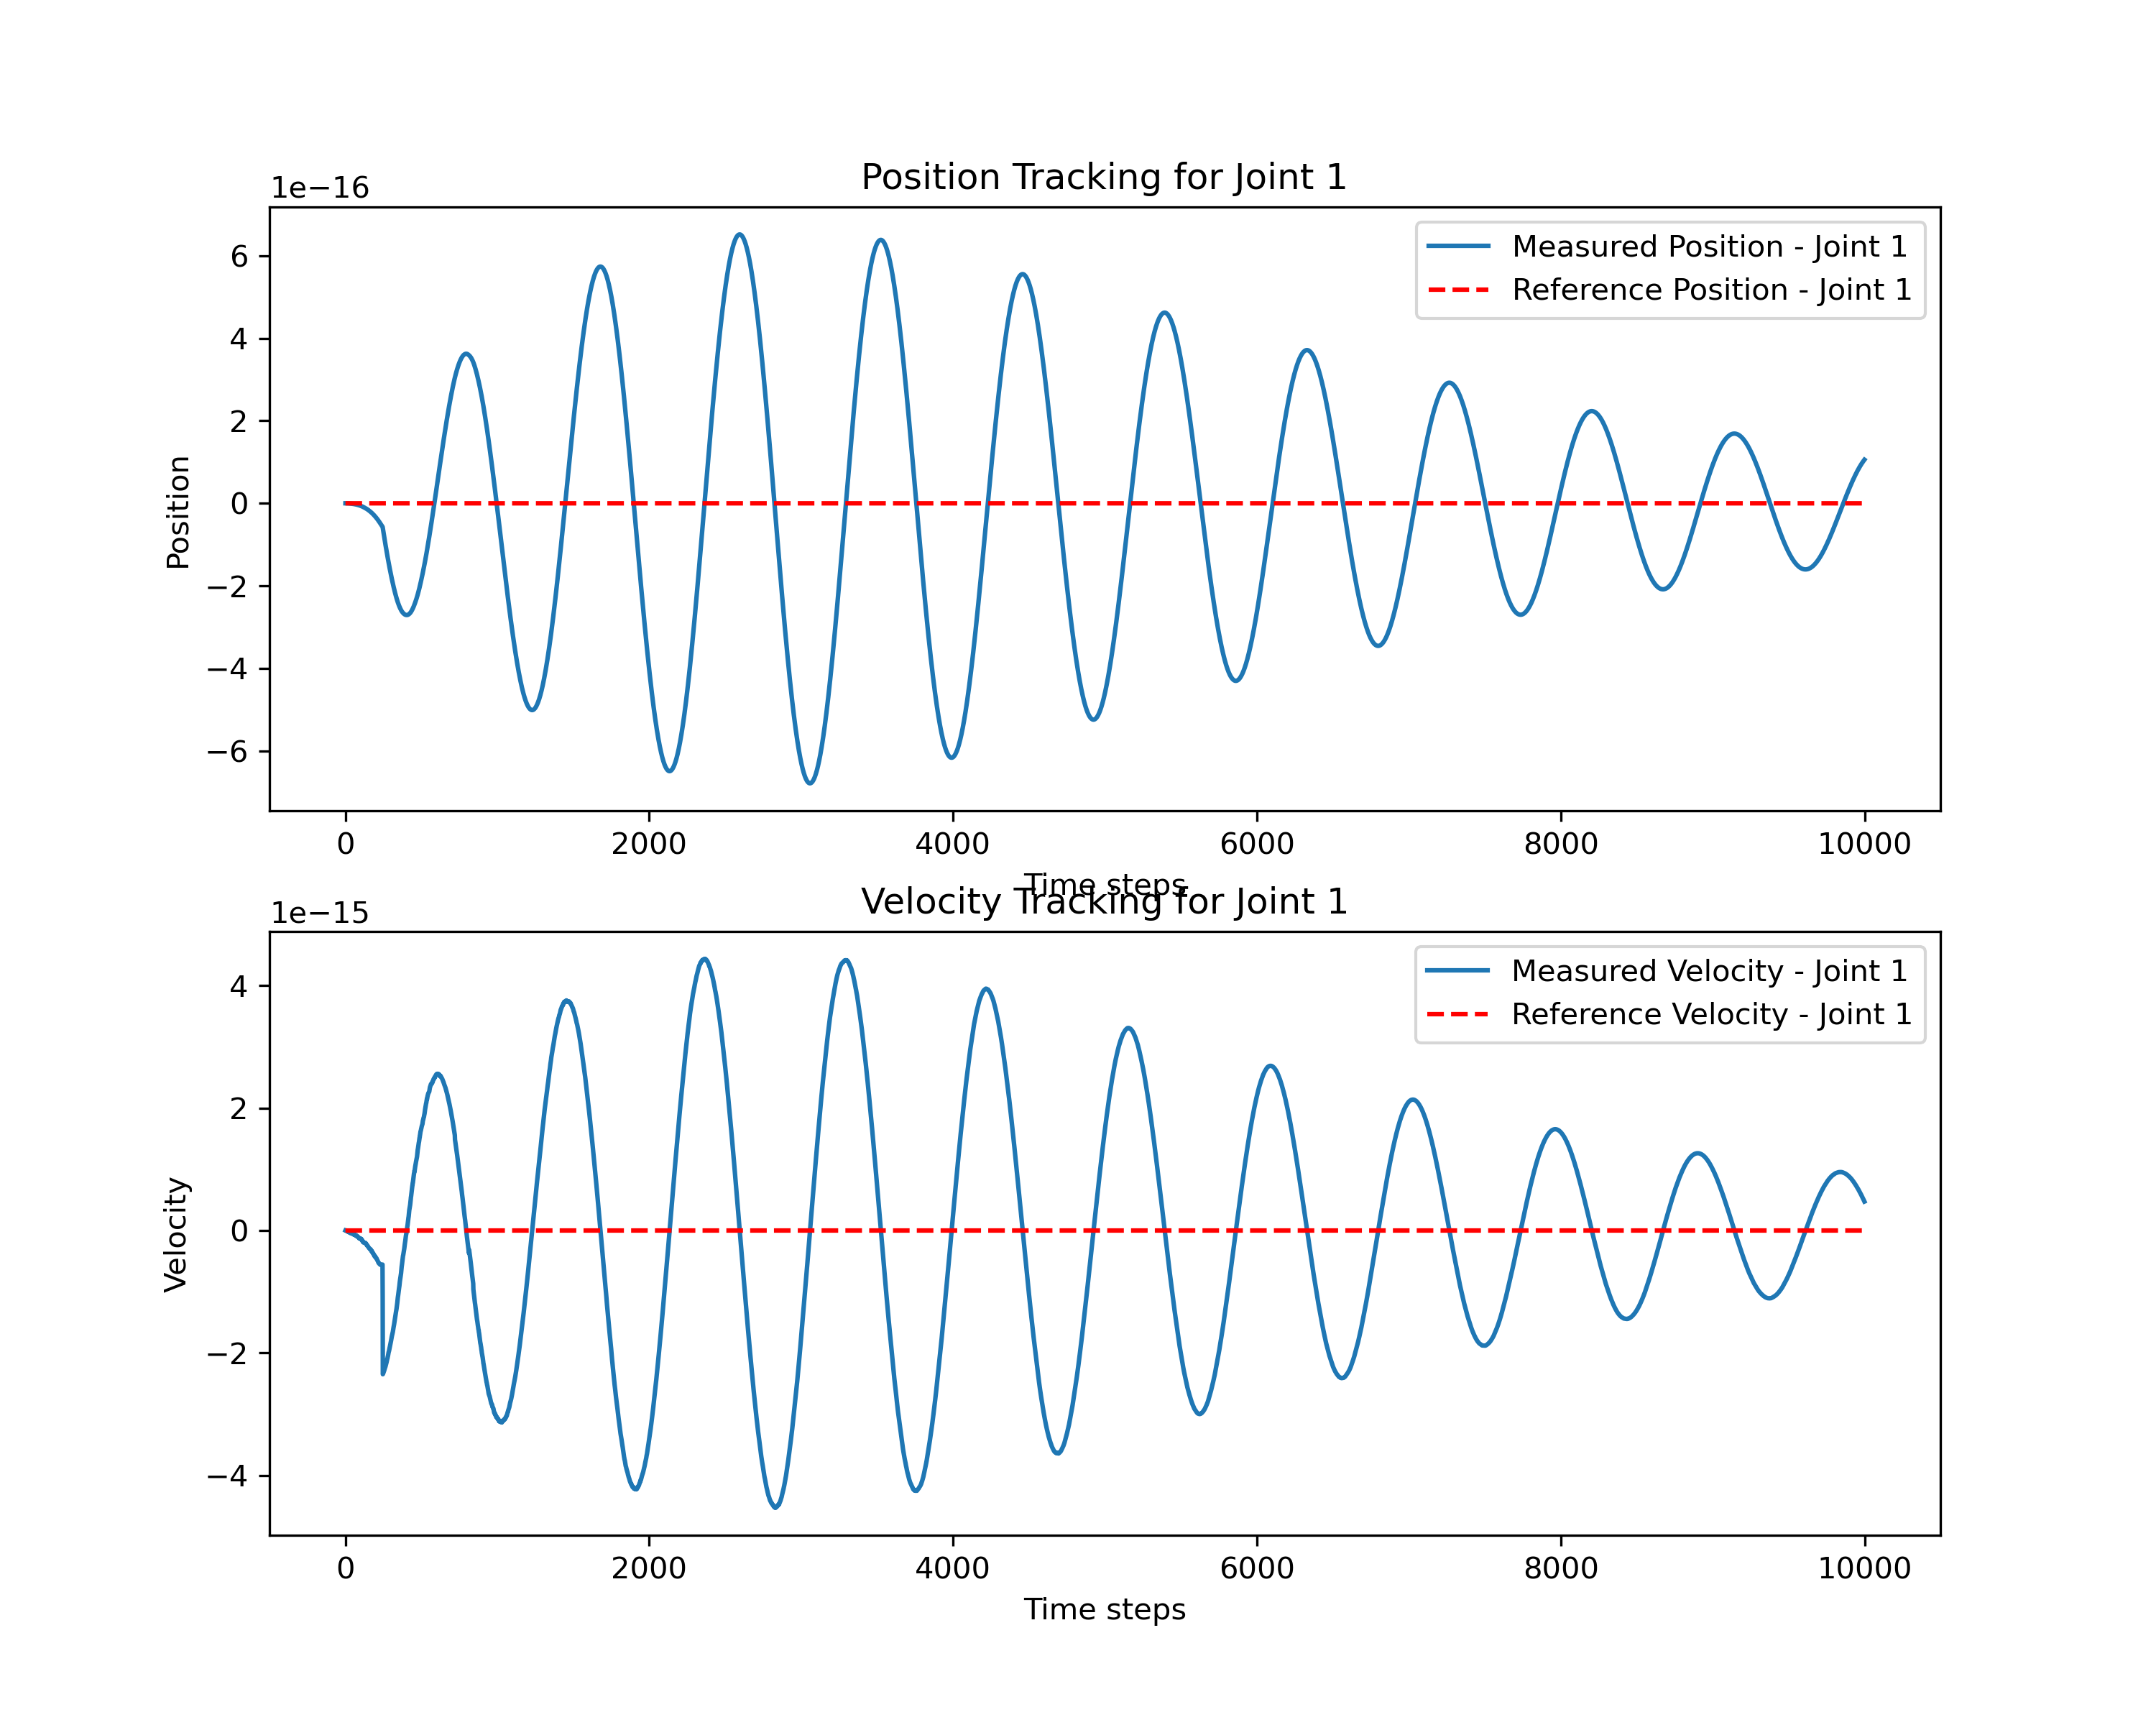 Position Tracking for Joint 1
1e−16
Measured Position - Joint 1
Reference Position - Joint 1
6
4
2
0
−2
−4
−6
Position
0 2000 4000 6000 8000 10000
Time steps
Velocity Tracking for Joint 1
1e−15
Measured Velocity - Joint 1
Reference Velocity - Joint 1
4
2
0
−2
−4
Velocity
0 2000 4000 6000 8000 10000
Time steps